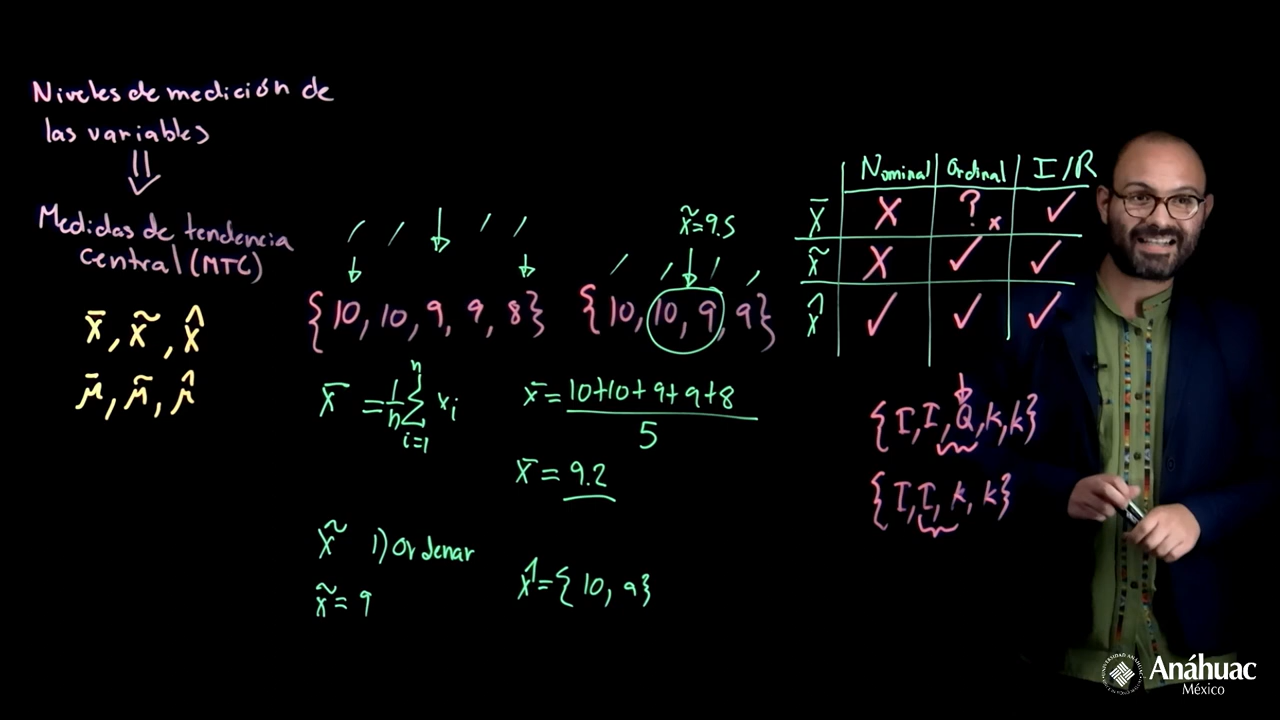 Niveles de medición de
las variables
⇓
Medidas de tendencia
central (MTC)
x̄, x̃, x̂
μ̄, μ̃, μ̂
{10, 10, 9, 9, 8}
x̄ = 1/n Σ xᵢ
n
i=1
x̄ = 10+10+9+9+8
5
x̄ = 9.2
x̃ 1) Ordenar
x̃ = 9
x̂ = {10, 9}
x̃ = 9.5
{10, 10, 9, 9}
Nominal Ordinal I/R
x̄ X ? x ✓
x̃ X ✓ ✓
x̂ ✓ ✓ ✓
{I, I, Q, K, K}
{I, I, K, K}
Anáhuac
México